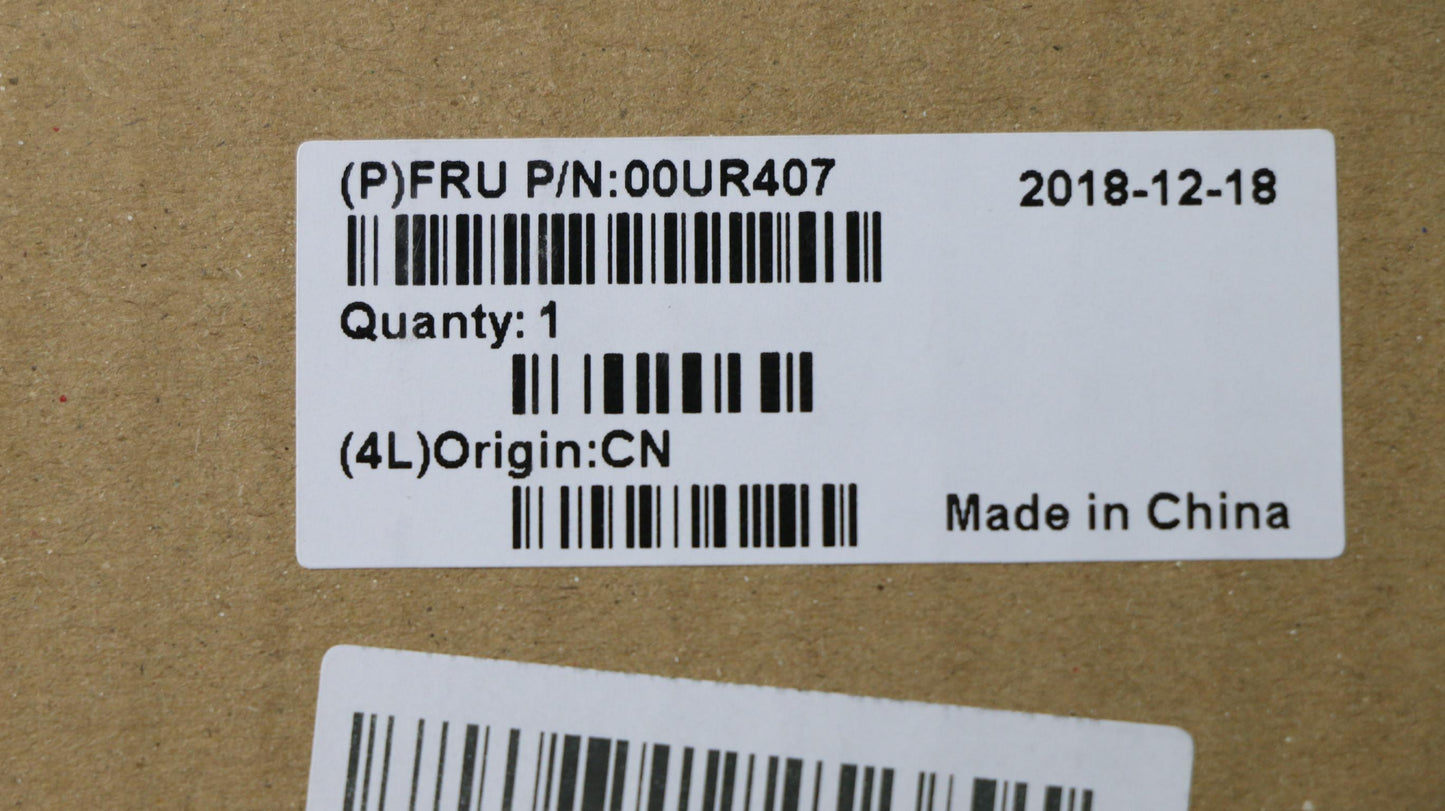 (P)FRU P/N:00UR407
2018-12-18
Quanty: 1
(4L)Origin:CN
Made in China